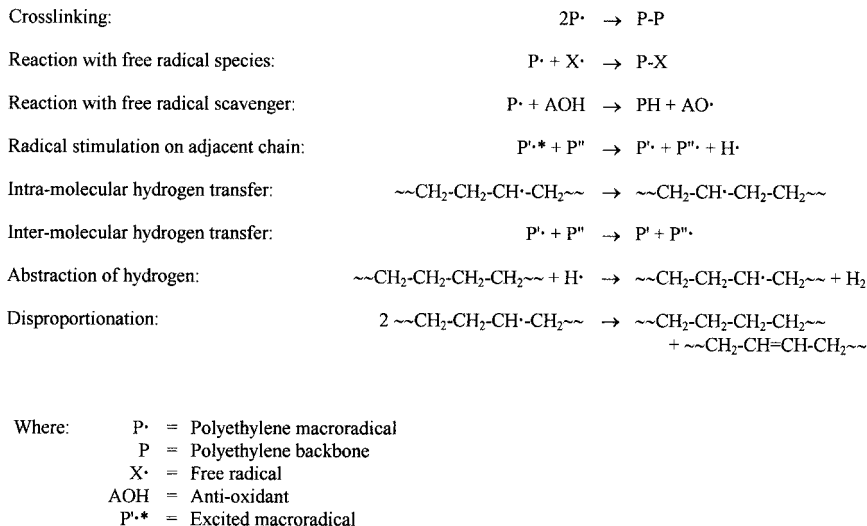 Crosslinking: 2P· → P-P
Reaction with free radical species: P· + X· → P-X
Reaction with free radical scavenger: P· + AOH → PH + AO·
Radical stimulation on adjacent chain: P'·* + P" → P'· + P"· + H·
Intra-molecular hydrogen transfer: ~~CH₂-CH₂-CH·-CH₂~~ → ~~CH₂-CH·-CH₂-CH₂~~
Inter-molecular hydrogen transfer: P'· + P" → P' + P"·
Abstraction of hydrogen: ~~CH₂-CH₂-CH₂-CH₂~~ + H· → ~~CH₂-CH₂-CH·-CH₂~~ + H₂
Disproportionation: 2 ~~CH₂-CH₂-CH·-CH₂~~ → ~~CH₂-CH₂-CH₂-CH₂~~
+ ~~CH₂-CH=CH-CH₂~~
Where: P· = Polyethylene macroradical
P = Polyethylene backbone
X· = Free radical
AOH = Anti-oxidant
P'·* = Excited macroradical